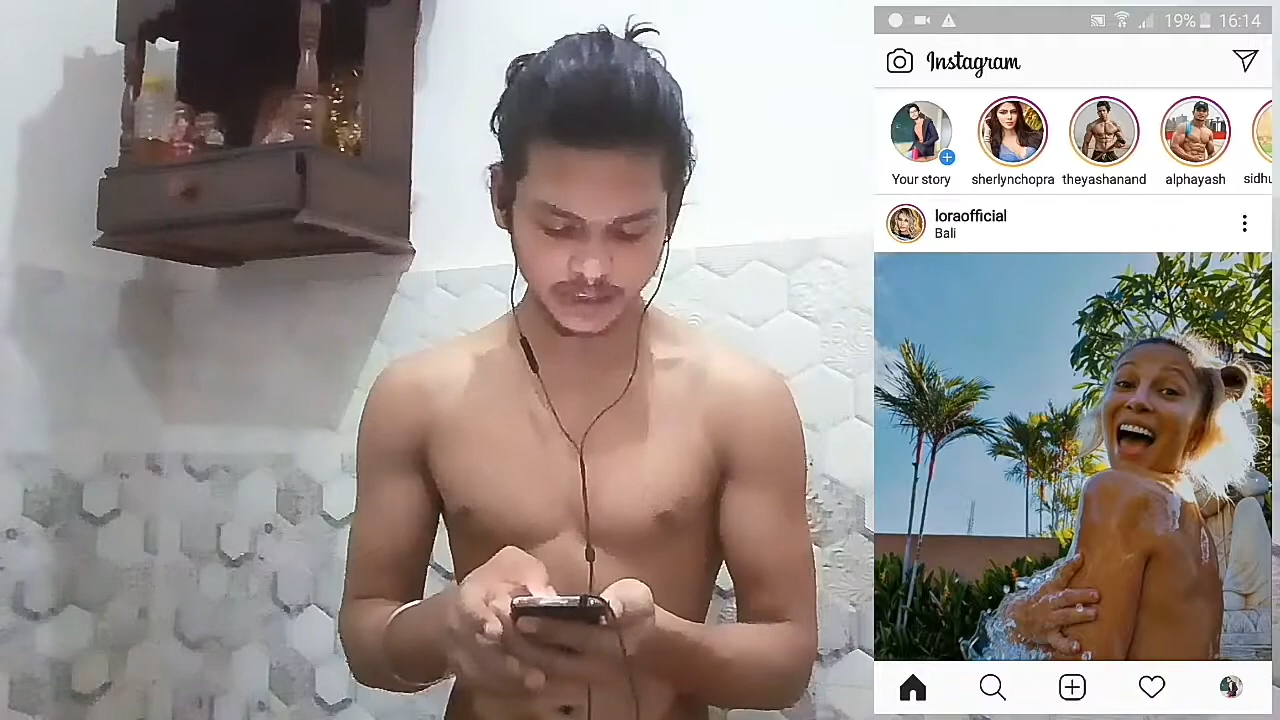 19% 16:14
Instagram
Your story sherlynchopra theyashanand alphayash sidhu
loraofficial
Bali